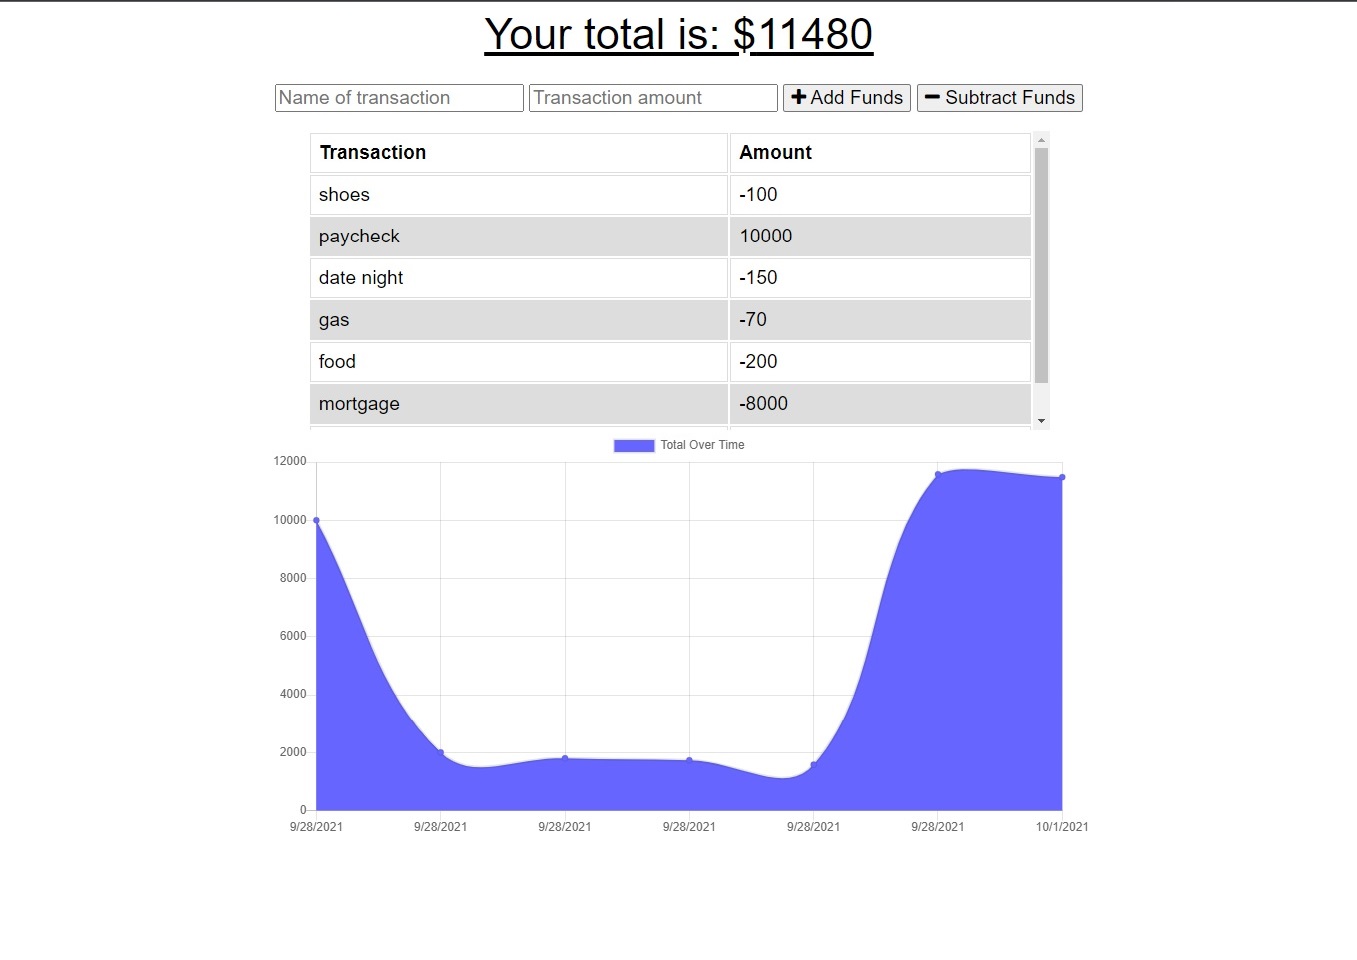 Your total is: $11480
Name of transaction Transaction amount + Add Funds − Subtract Funds
Transaction Amount
shoes -100
paycheck 10000
date night -150
gas -70
food -200
mortgage -8000
Total Over Time
12000
10000
8000
6000
4000
2000
0
9/28/2021 9/28/2021 9/28/2021 9/28/2021 9/28/2021 9/28/2021 10/1/2021